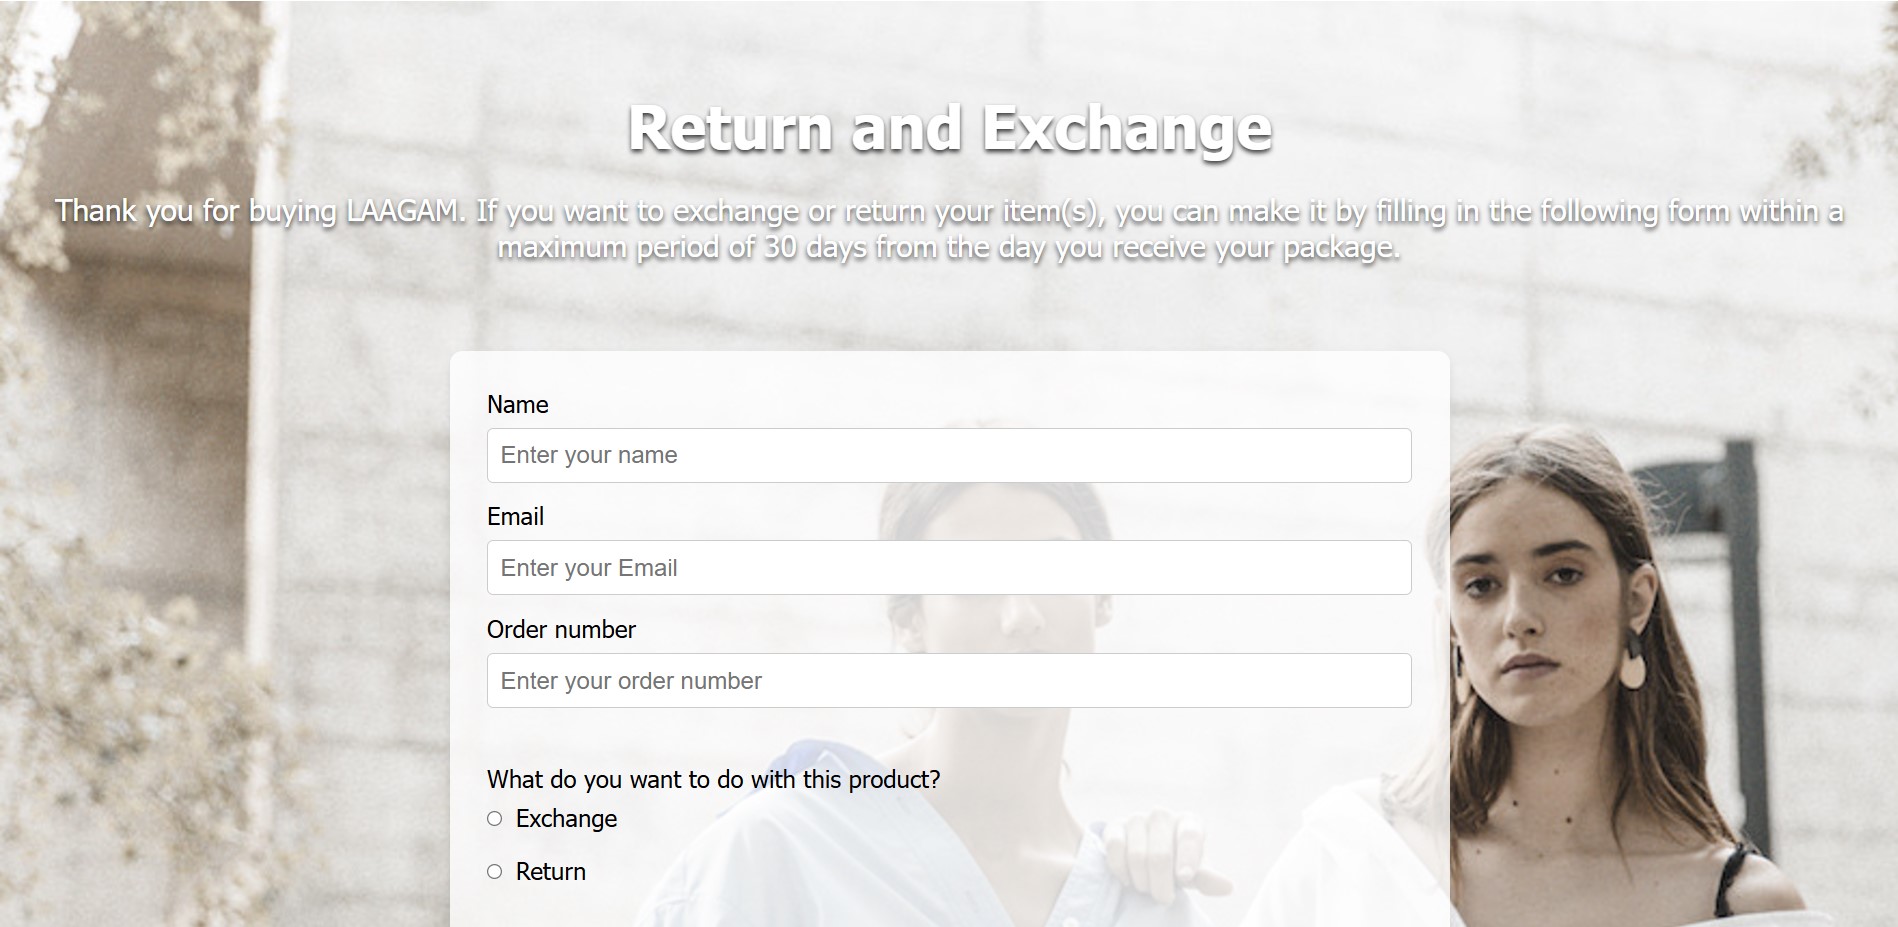 Return and Exchange
Thank you for buying LAAGAM. If you want to exchange or return your item(s), you can make it by filling in the following form within a
maximum period of 30 days from the day you receive your package.
Name
Enter your name
Email
Enter your Email
Order number
Enter your order number
What do you want to do with this product?
Exchange
Return